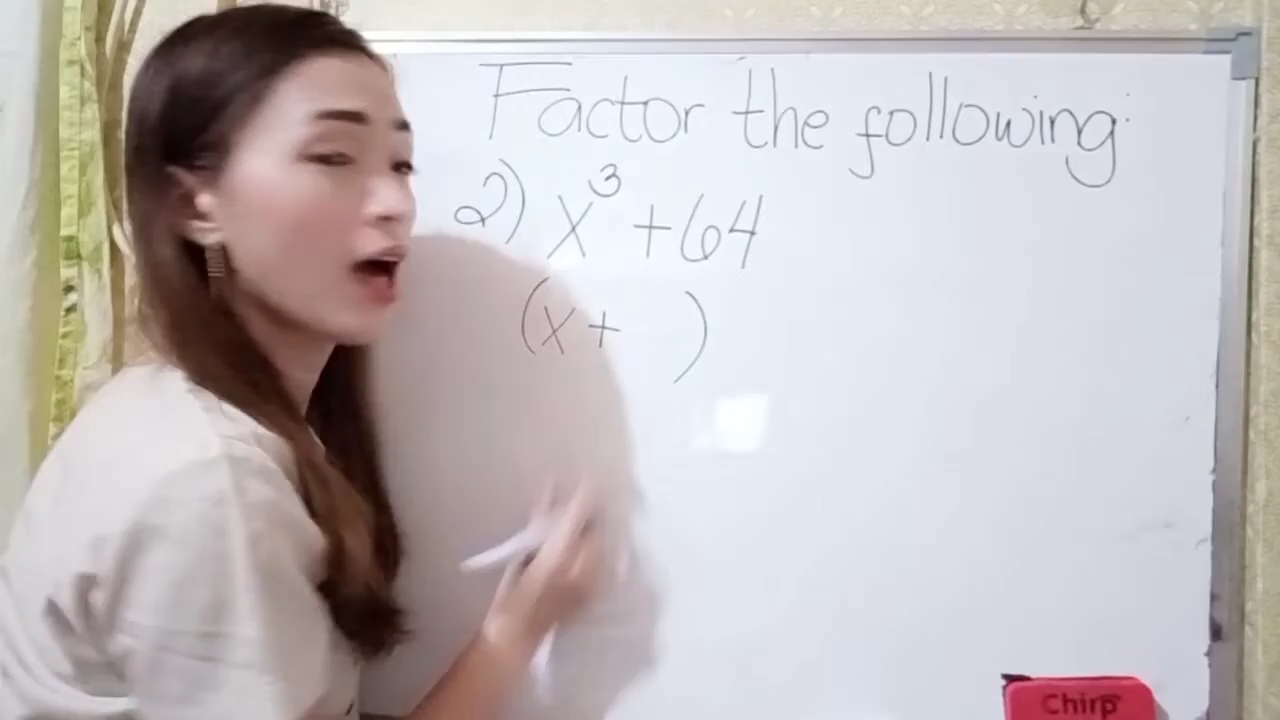 Factor the following:
2) x³ + 64
(x + )
Chirp